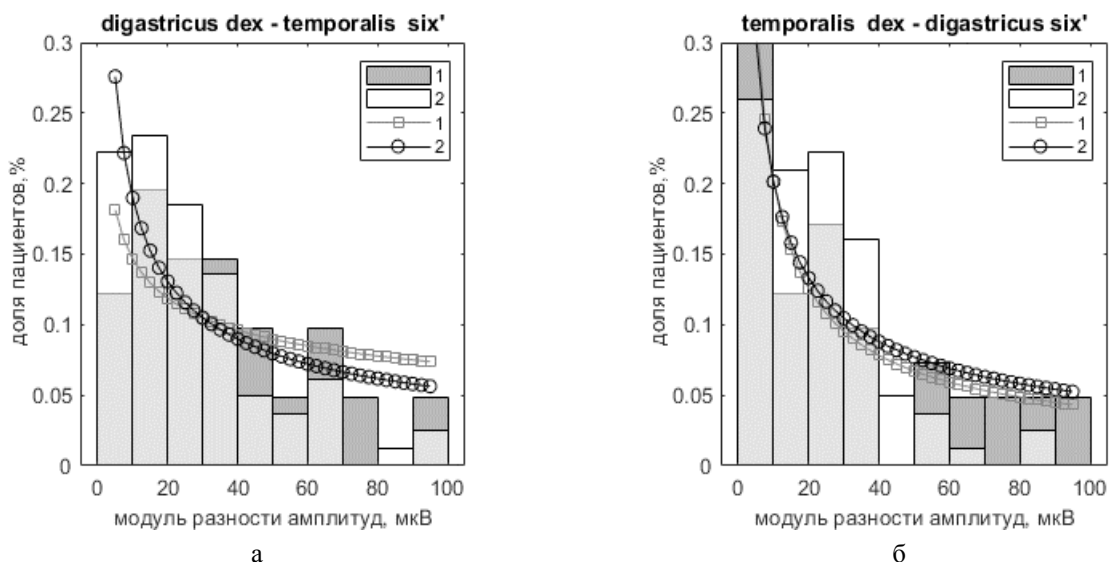 digastricus dex - temporalis six'
0.3
0.25
0.2
0.15
0.1
0.05
0
доля пациентов,%
1
2
1
2
0 20 40 60 80 100
модуль разности амплитуд, мкВ
а
temporalis dex - digastricus six'
0.3
0.25
0.2
0.15
0.1
0.05
0
доля пациентов,%
1
2
1
2
0 20 40 60 80 100
модуль разности амплитуд, мкВ
б